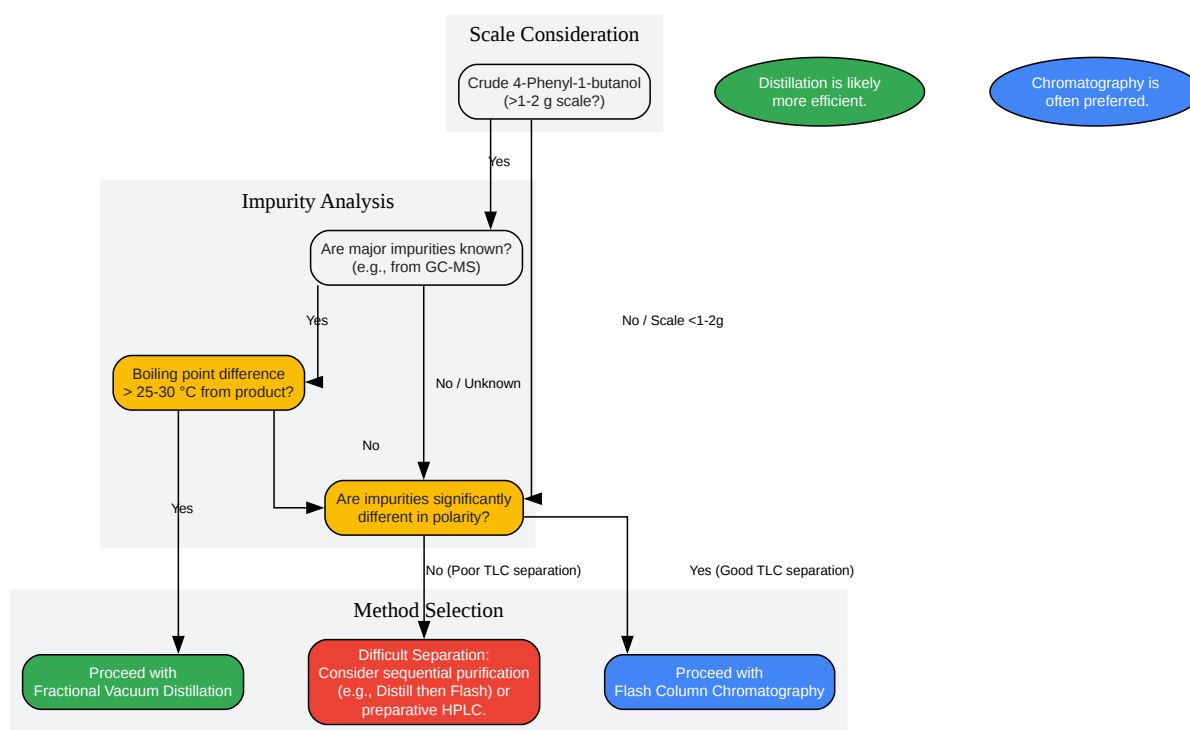 Scale Consideration
Crude 4-Phenyl-1-butanol
(>1-2 g scale?)
Distillation is likely
more efficient.
Chromatography is
often preferred.
Yes
Impurity Analysis
Are major impurities known?
(e.g., from GC-MS)
Yes
No / Scale <1-2g
Boiling point difference
> 25-30 °C from product?
No / Unknown
No
Are impurities significantly
different in polarity?
Yes
No (Poor TLC separation)
Yes (Good TLC separation)
Method Selection
Proceed with
Fractional Vacuum Distillation
Difficult Separation:
Consider sequential purification
(e.g., Distill then Flash) or
preparative HPLC.
Proceed with
Flash Column Chromatography